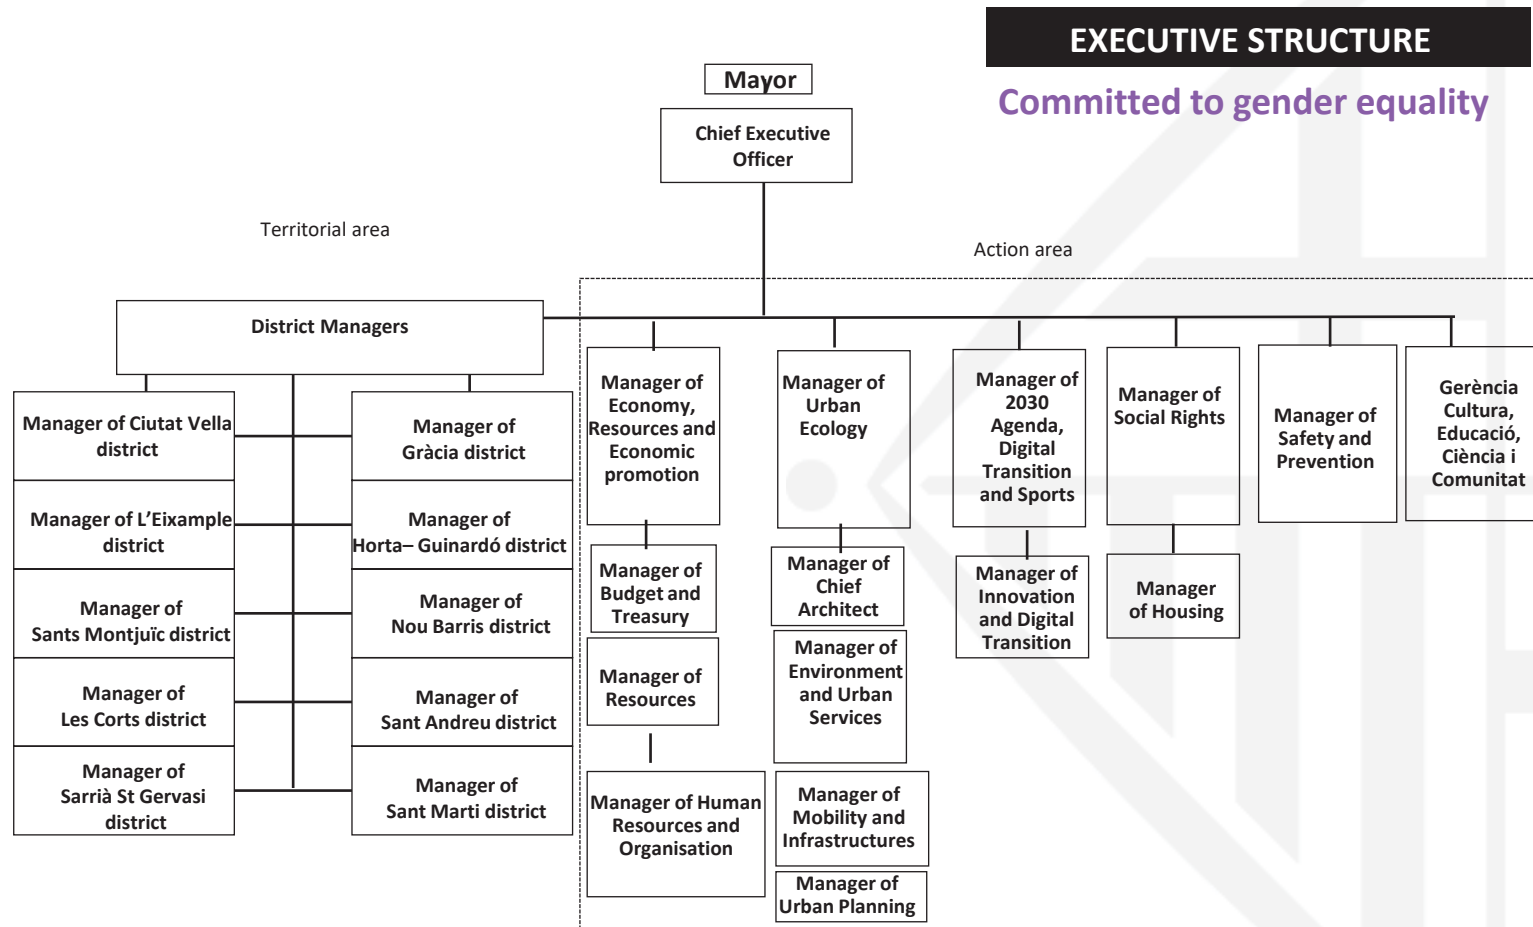 EXECUTIVE STRUCTURE
Committed to gender equality
Mayor
Chief Executive
Officer
Territorial area
Action area
District Managers
Manager of Ciutat Vella
district
Manager of L’Eixample
district
Manager of
Sants Montjuïc district
Manager of
Les Corts district
Manager of
Sarrià St Gervasi
district
Manager of
Gràcia district
Manager of
Horta– Guinardó district
Manager of
Nou Barris district
Manager of
Sant Andreu district
Manager of
Sant Marti district
Manager of
Economy,
Resources and
Economic
promotion
Manager of
Budget and
Treasury
Manager of
Resources
Manager of Human
Resources and
Organisation
Manager of
Urban
Ecology
Manager of
Chief
Architect
Manager of
Environment
and Urban
Services
Manager of
Mobility and
Infrastructures
Manager of
Urban Planning
Manager of
2030
Agenda,
Digital
Transition
and Sports
Manager of
Innovation
and Digital
Transition
Manager of
Social Rights
Manager
of Housing
Manager of
Safety and
Prevention
Gerència
Cultura,
Educació,
Ciència i
Comunitat